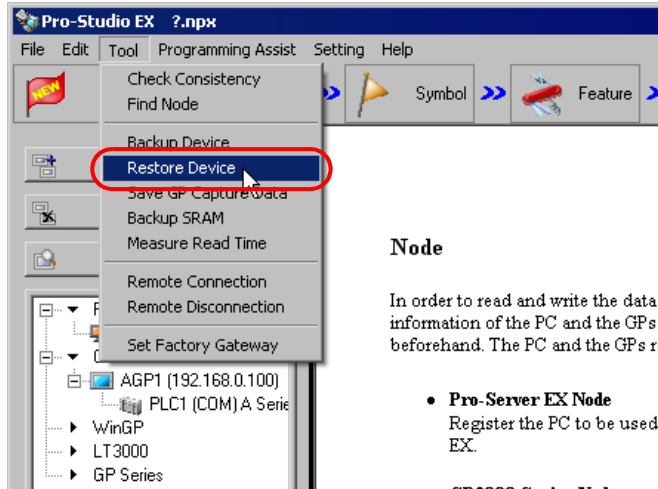 Pro-Studio EX ?.npx
File Edit Tool Programming Assist Setting Help
NEW
Symbol
Feature
Check Consistency
Find Node
Backup Device
Restore Device
Save GP Capture Data
Backup SRAM
Measure Read Time
Remote Connection
Remote Disconnection
Set Factory Gateway
AGP1 (192.168.0.100)
PLC1 (COM) A Serie
WinGP
LT3000
GP Series
Node
In order to read and write the data
information of the PC and the GPs
beforehand. The PC and the GPs r
• Pro-Server EX Node
Register the PC to be used
EX.